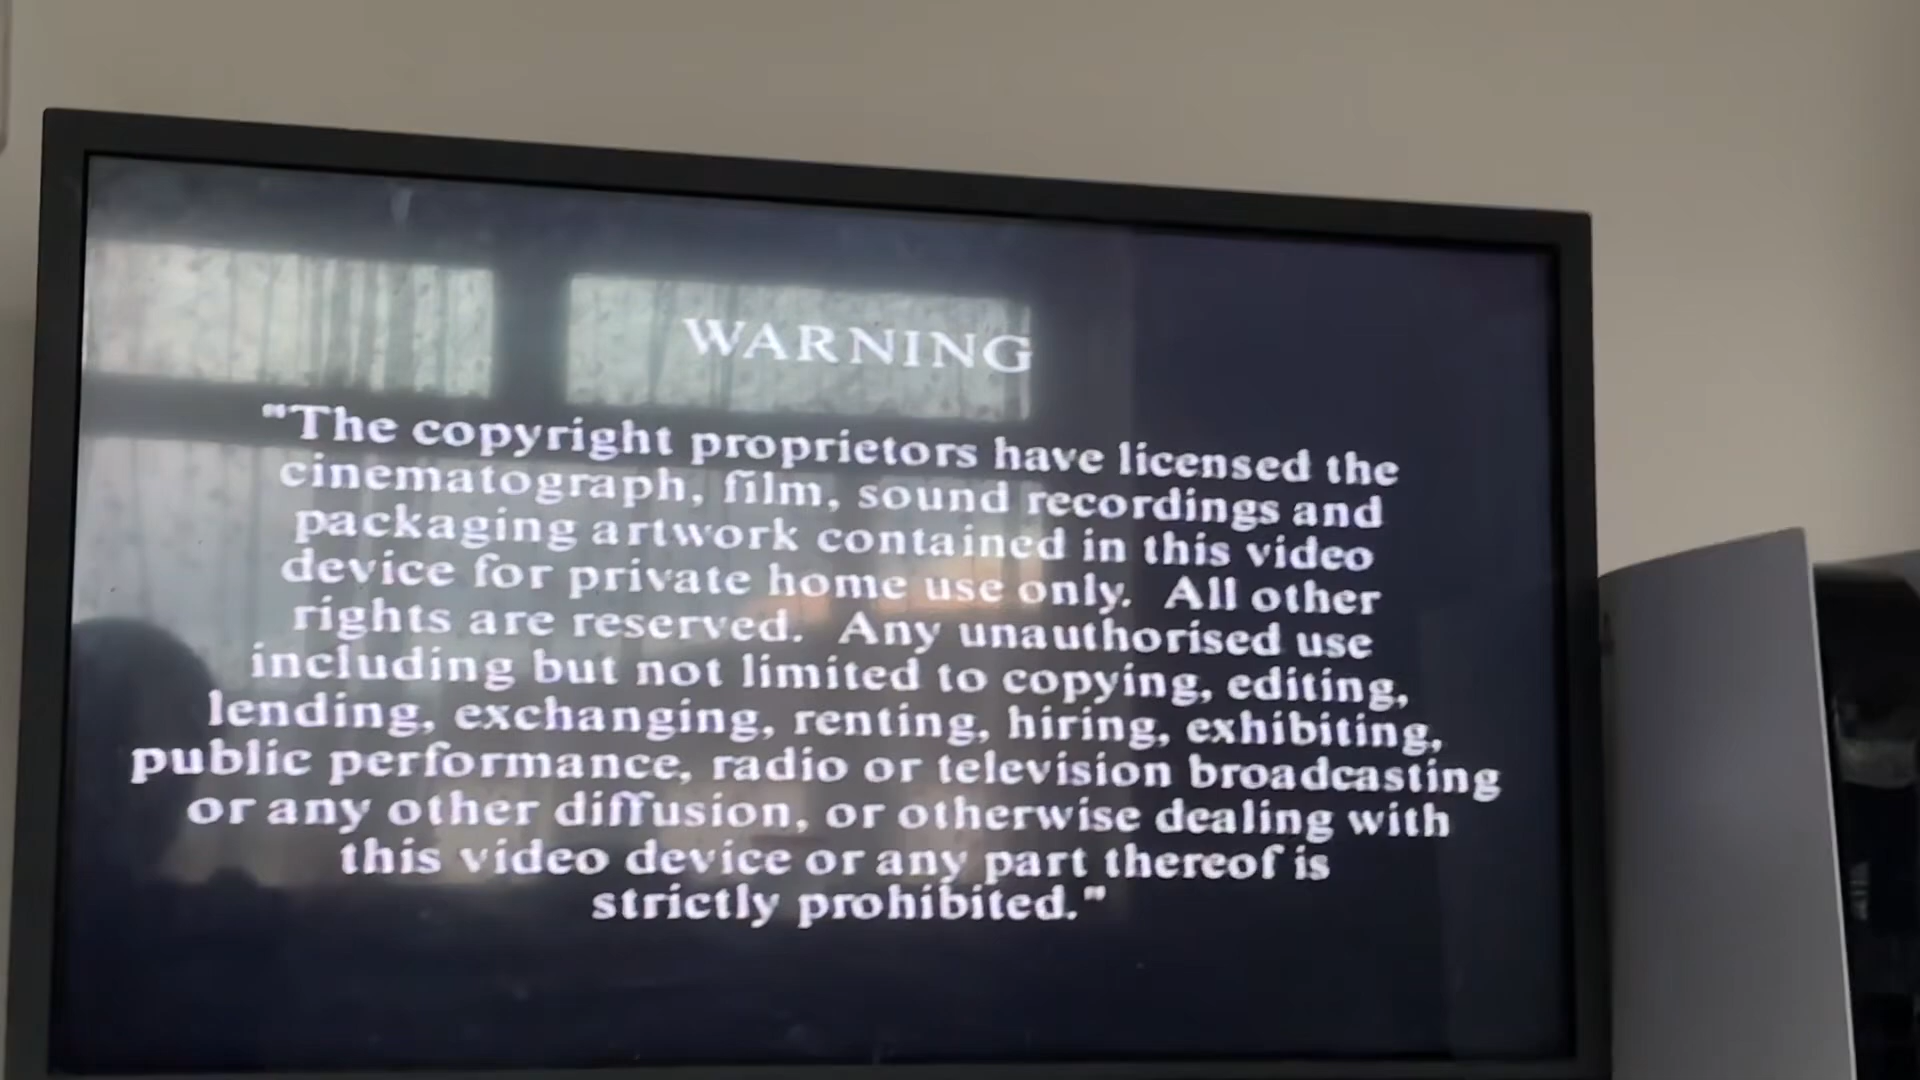 WARNING
"The copyright proprietors have licensed the
cinematograph, film, sound recordings and
packaging artwork contained in this video
device for private home use only. All other
rights are reserved. Any unauthorised use
including but not limited to copying, editing,
lending, exchanging, renting, hiring, exhibiting,
public performance, radio or television broadcasting
or any other diffusion, or otherwise dealing with
this video device or any part thereof is
strictly prohibited."